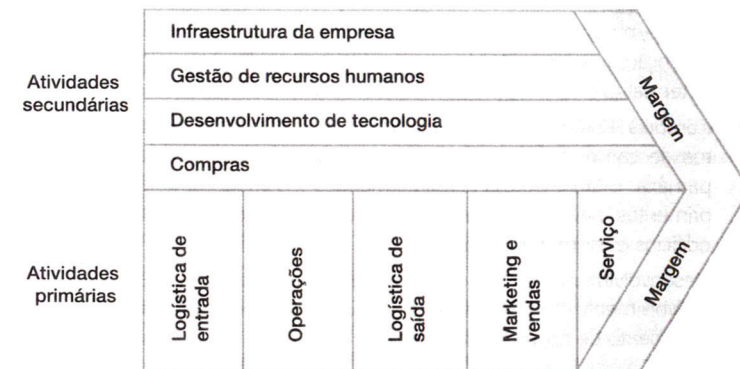 Infraestrutura da empresa
Gestão de recursos humanos
Atividades
secundárias
Desenvolvimento de tecnologia
Compras
Margem
Atividades
primárias
Logística de
entrada
Operações
Logística de
saída
Marketing e
vendas
Serviço
Margem